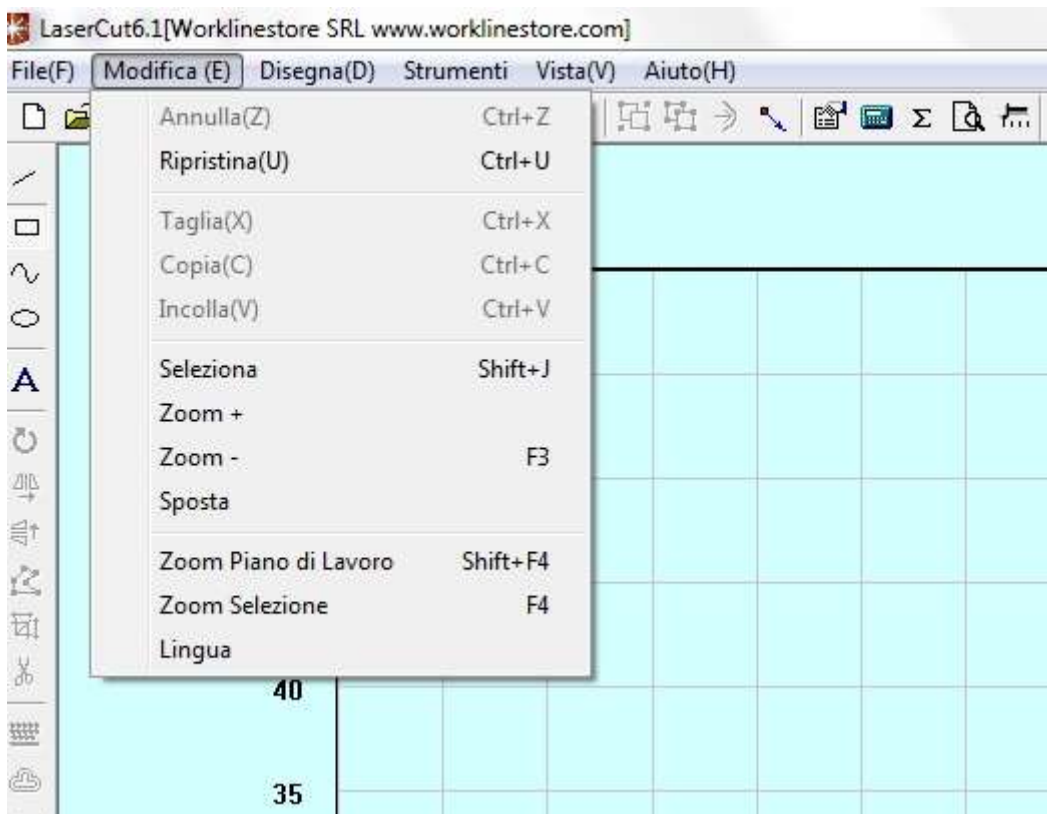 LaserCut6.1[Worklinestore SRL www.worklinestore.com]
File(F) Modifica (E) Disegna(D) Strumenti Vista(V) Aiuto(H)
Annulla(Z) Ctrl+Z
Ripristina(U) Ctrl+U
Taglia(X) Ctrl+X
Copia(C) Ctrl+C
Incolla(V) Ctrl+V
Seleziona Shift+J
Zoom +
Zoom - F3
Sposta
Zoom Piano di Lavoro Shift+F4
Zoom Selezione F4
Lingua
Σ
A
40
35